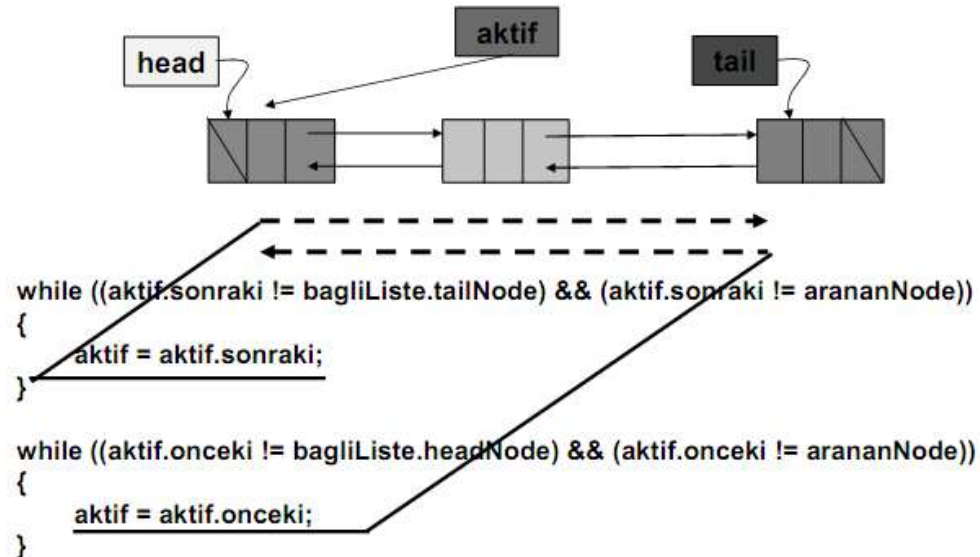 aktif
head
tail
while ((aktif.sonraki != bagliListe.tailNode) && (aktif.sonraki != arananNode))
{
aktif = aktif.sonraki;
}
while ((aktif.onceki != bagliListe.headNode) && (aktif.onceki != arananNode))
{
aktif = aktif.onceki;
}